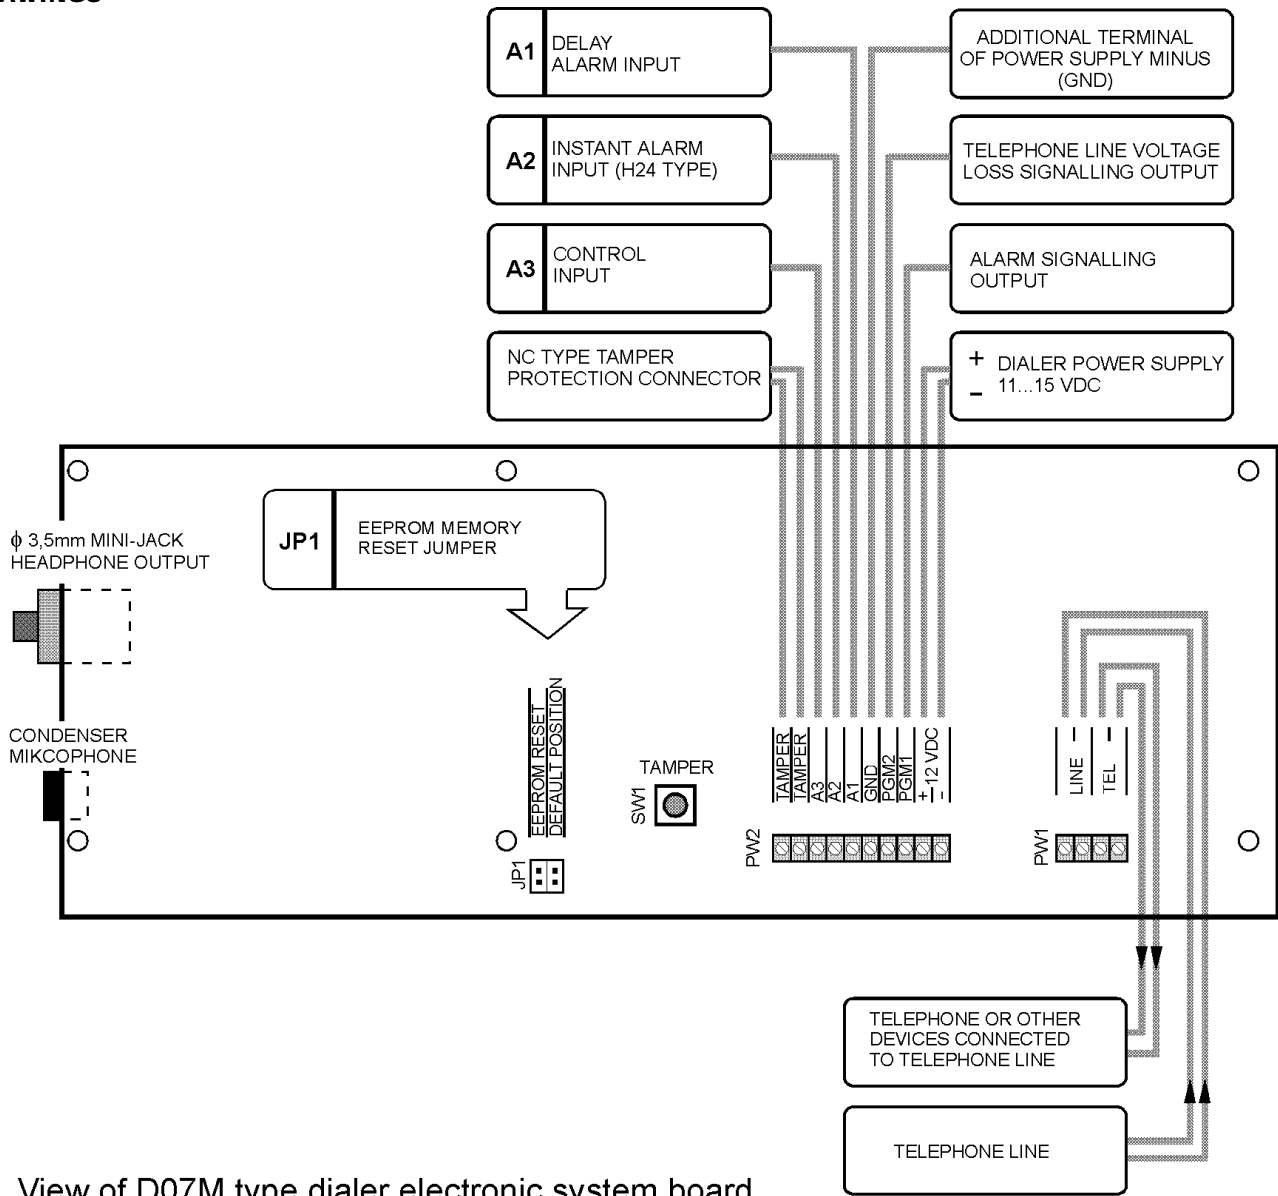 A1
DELAY
ALARM INPUT
ADDITIONAL TERMINAL
OF POWER SUPPLY MINUS
(GND)
A2
INSTANT ALARM
INPUT (H24 TYPE)
TELEPHONE LINE VOLTAGE
LOSS SIGNALLING OUTPUT
A3
CONTROL
INPUT
ALARM SIGNALLING
OUTPUT
NC TYPE TAMPER
PROTECTION CONNECTOR
+ DIALER POWER SUPPLY
– 11...15 VDC
JP1
EEPROM MEMORY
RESET JUMPER
ϕ 3,5mm MINI-JACK
HEADPHONE OUTPUT
CONDENSER
MIKCOPHONE
EEPROM RESET
DEFAULT POSITION
JP1
TAMPER
SW1
TAMPER
TAMPER
A3
A2
A1
GND
PGM2
PGM1
+ 12 VDC -
PW2
LINE –
TEL –
PW1
TELEPHONE OR OTHER
DEVICES CONNECTED
TO TELEPHONE LINE
TELEPHONE LINE
View of D07M type dialer electronic system board